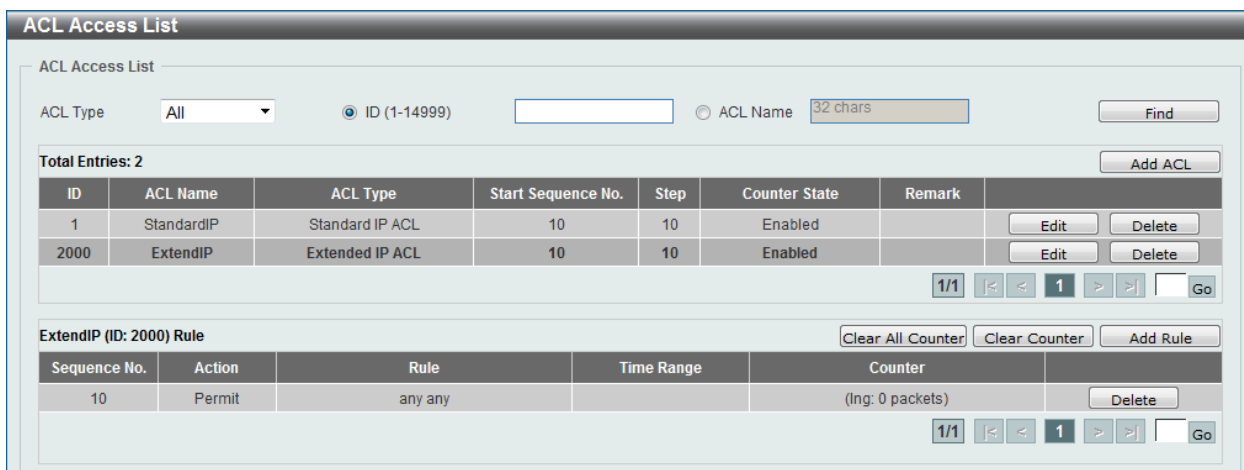 ACL Access List
ACL Access List
ACL Type All ID (1-14999) ACL Name 32 chars Find
Total Entries: 2 Add ACL
ID ACL Name ACL Type Start Sequence No. Step Counter State Remark
1 StandardIP Standard IP ACL 10 10 Enabled Edit Delete
2000 ExtendIP Extended IP ACL 10 10 Enabled Edit Delete
1/1 |< < 1 > >| Go
ExtendIP (ID: 2000) Rule Clear All Counter Clear Counter Add Rule
Sequence No. Action Rule Time Range Counter
10 Permit any any (Ing: 0 packets) Delete
1/1 |< < 1 > >| Go